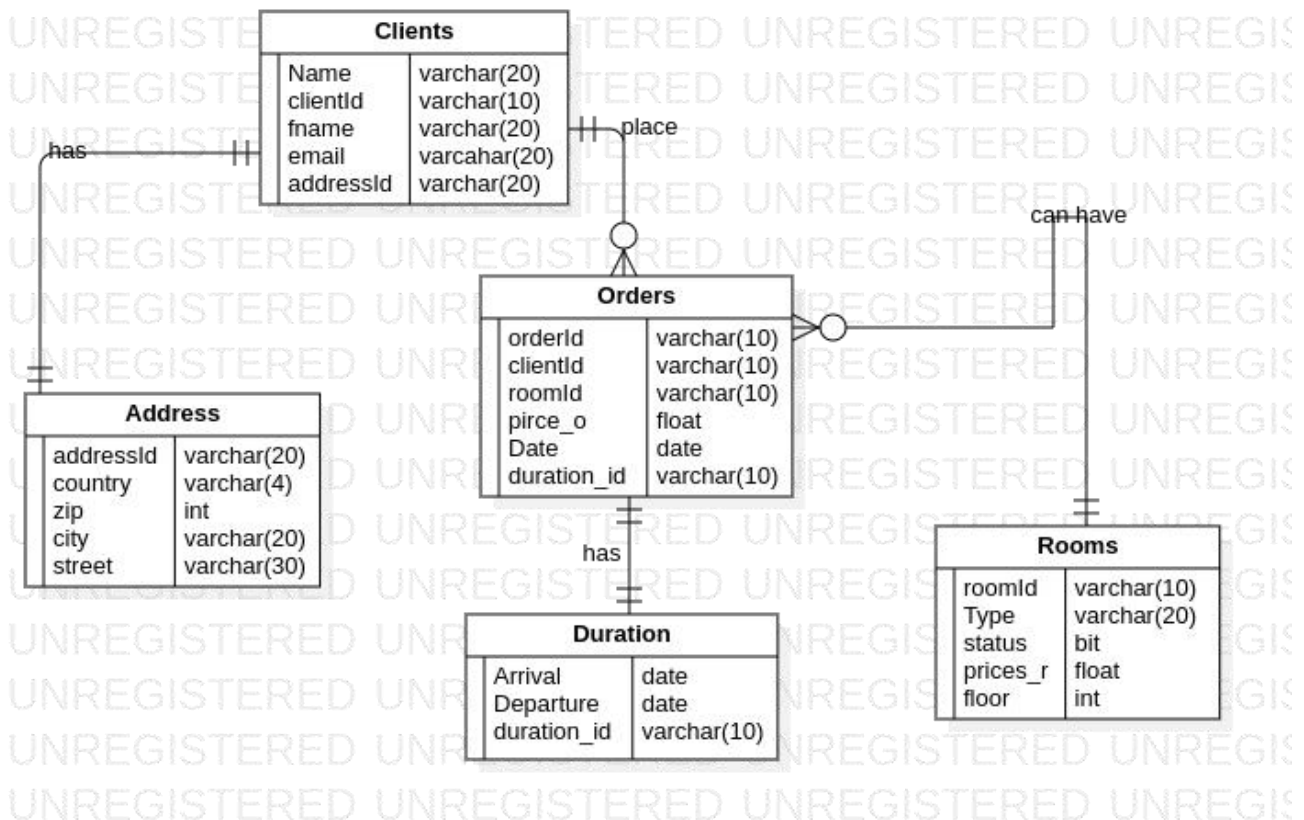 Clients
Name varchar(20)
clientId varchar(10)
fname varchar(20)
email varcahar(20)
addressId varchar(20)
has
place
can have
Orders
orderId varchar(10)
clientId varchar(10)
roomId varchar(10)
pirce_o float
Date date
duration_id varchar(10)
Address
addressId varchar(20)
country varchar(4)
zip int
city varchar(20)
street varchar(30)
has
Rooms
roomId varchar(10)
Type varchar(20)
status bit
prices_r float
floor int
Duration
Arrival date
Departure date
duration_id varchar(10)
UNREGISTERED